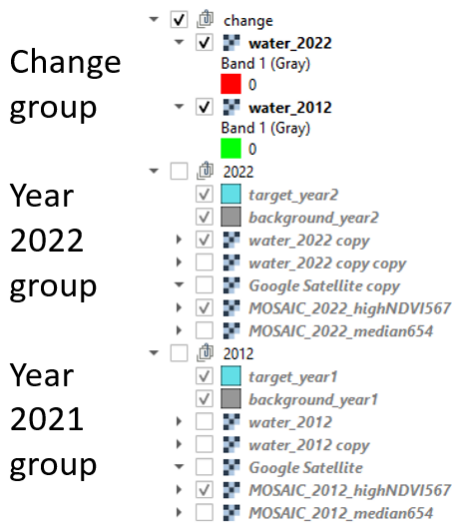 change
water_2022
Change
group
Band 1 (Gray)
0
water_2012
Band 1 (Gray)
0
2022
Year
2022
group
target_year2
background_year2
water_2022 copy
water_2022 copy copy
Google Satellite copy
MOSAIC_2022_highNDVI567
MOSAIC_2022_median654
2012
Year
2021
group
target_year1
background_year1
water_2012
water_2012 copy
Google Satellite
MOSAIC_2012_highNDVI567
MOSAIC_2012_median654